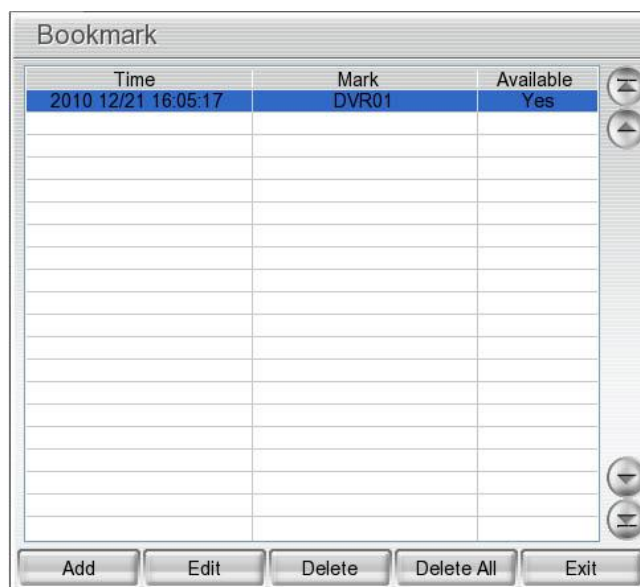 Bookmark
Time Mark Available
2010 12/21 16:05:17 DVR01 Yes
Add Edit Delete Delete All Exit